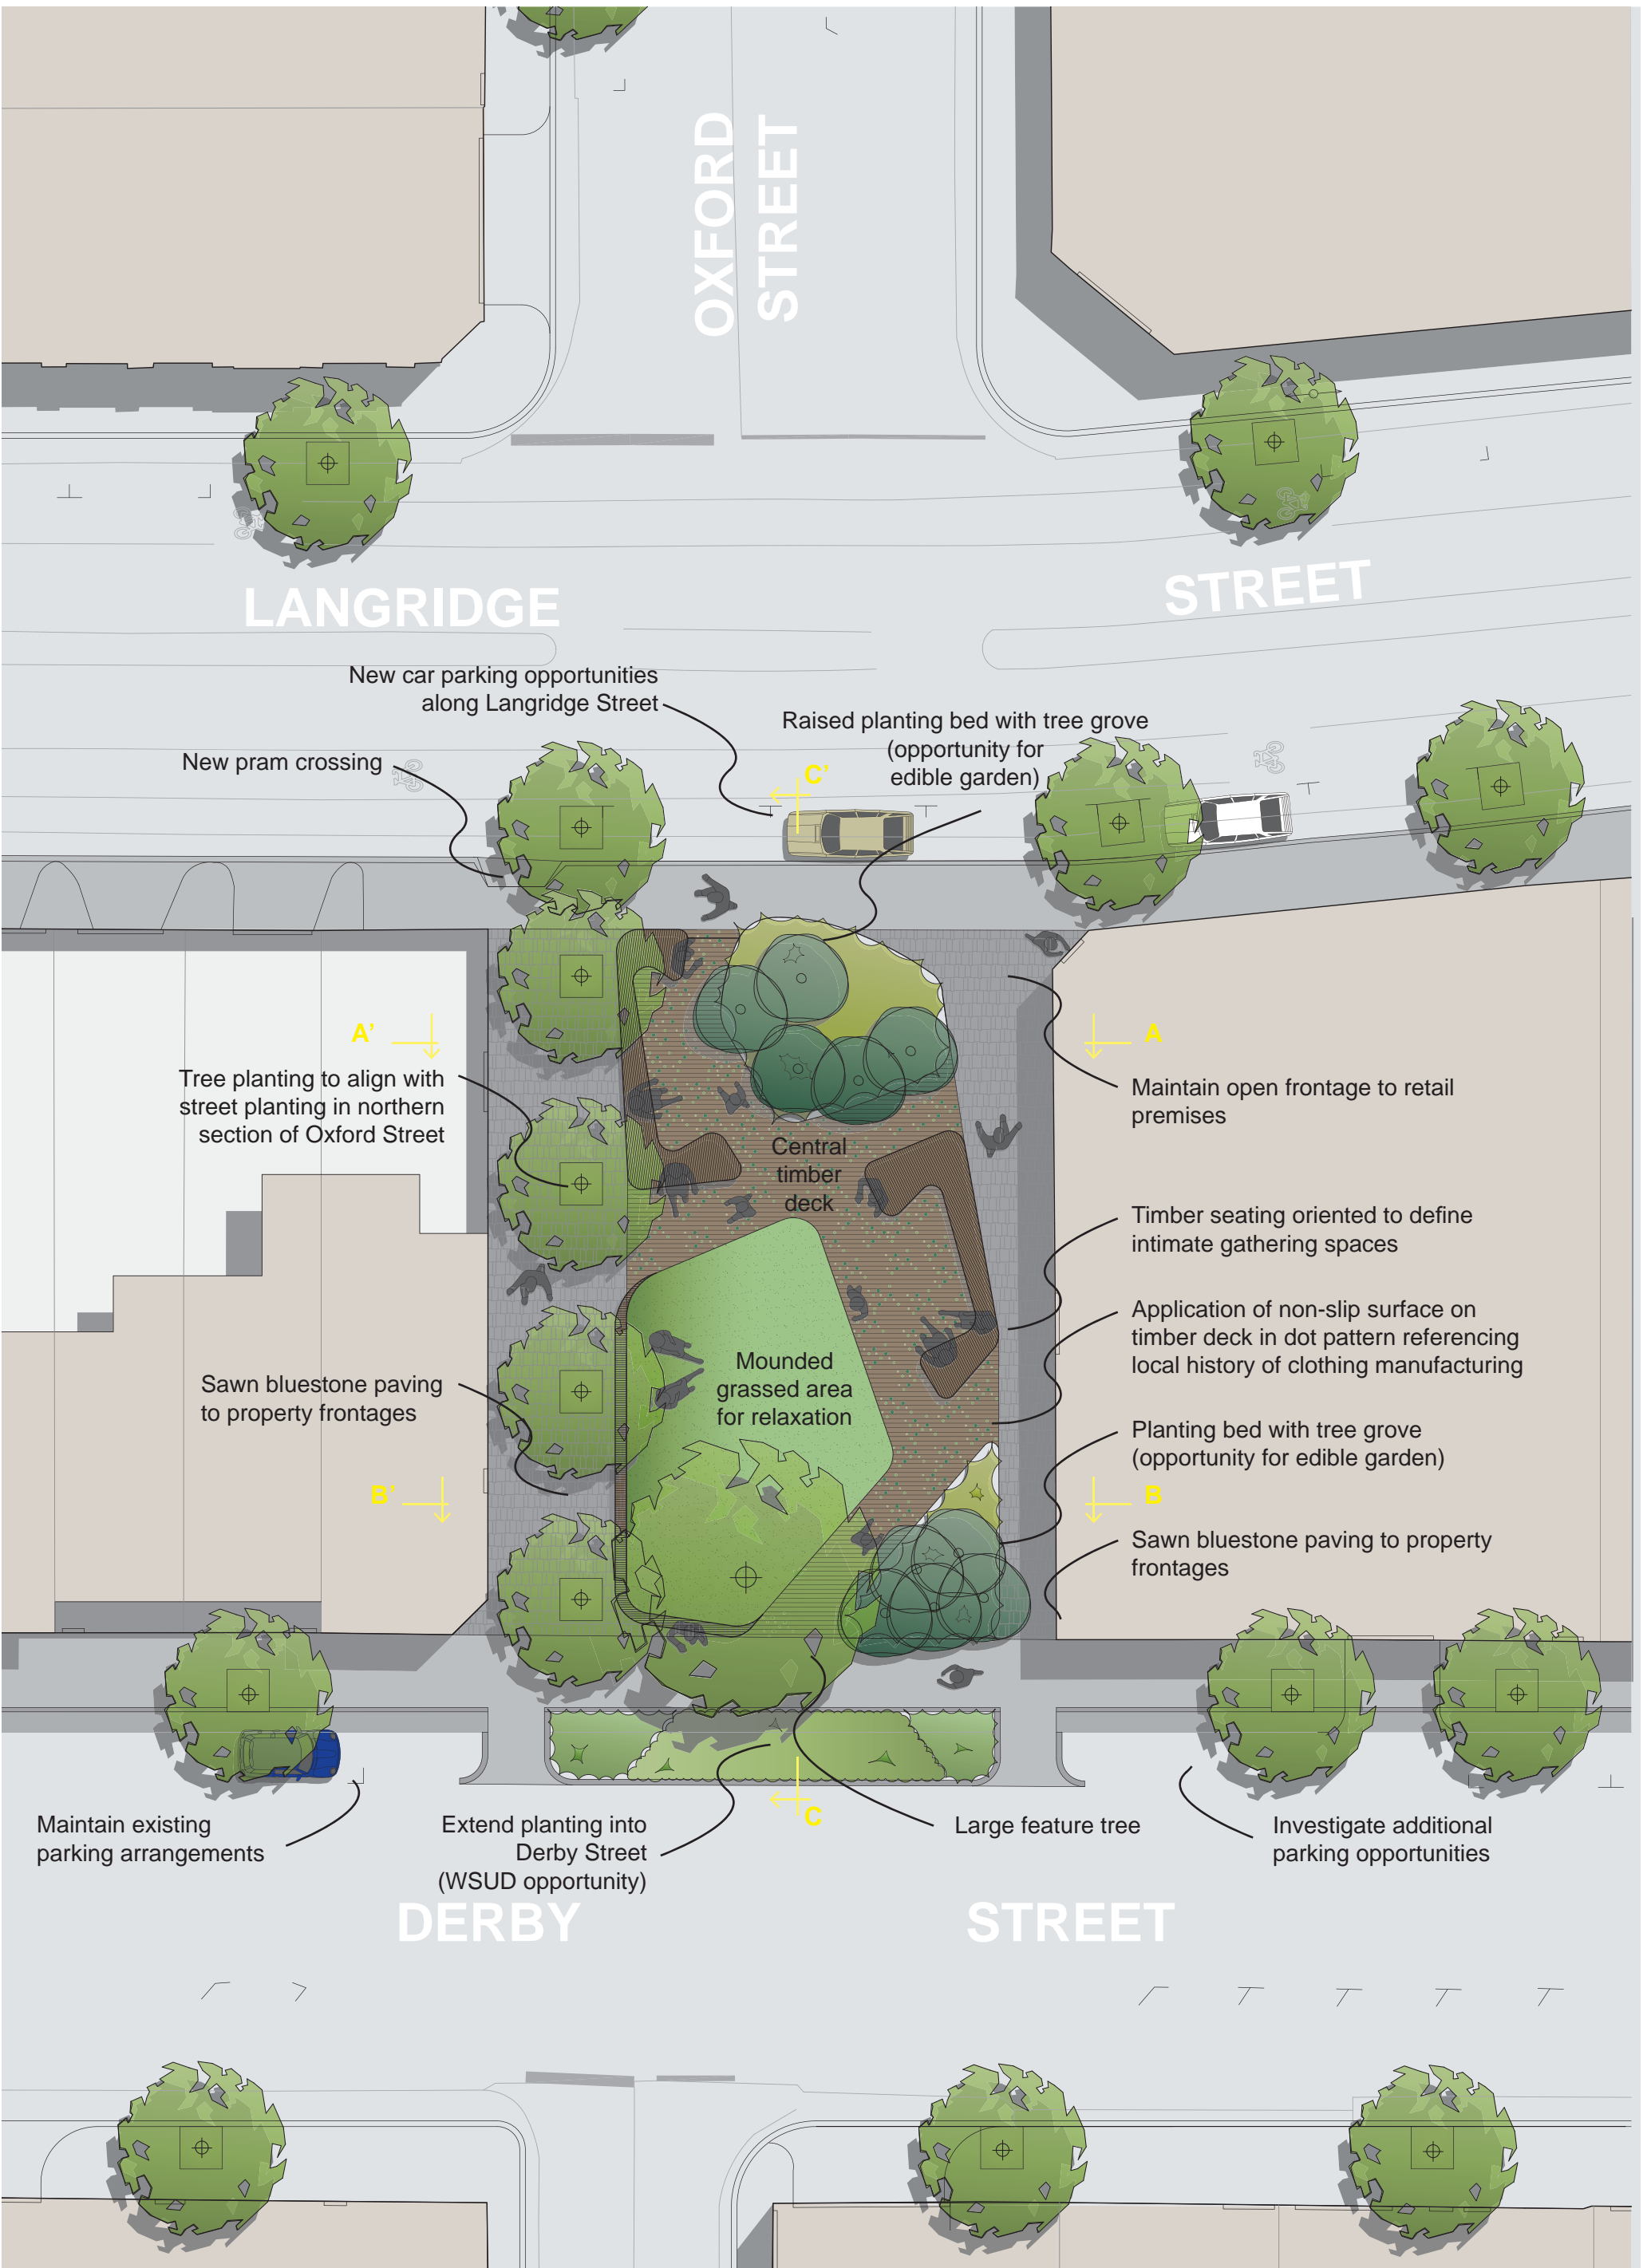 OXFORD
STREET
LANGRIDGE
STREET
New car parking opportunities
along Langridge Street
Raised planting bed with tree grove
(opportunity for
edible garden)
New pram crossing
C’
A’
A
Tree planting to align with
street planting in northern
section of Oxford Street
Maintain open frontage to retail
premises
Central
timber
deck
Timber seating oriented to define
intimate gathering spaces
Application of non-slip surface on
timber deck in dot pattern referencing
local history of clothing manufacturing
Mounded
grassed area
for relaxation
Sawn bluestone paving
to property frontages
Planting bed with tree grove
(opportunity for edible garden)
B’
B
Sawn bluestone paving to property
frontages
Maintain existing
parking arrangements
Extend planting into
Derby Street
(WSUD opportunity)
C
Large feature tree
Investigate additional
parking opportunities
DERBY
STREET